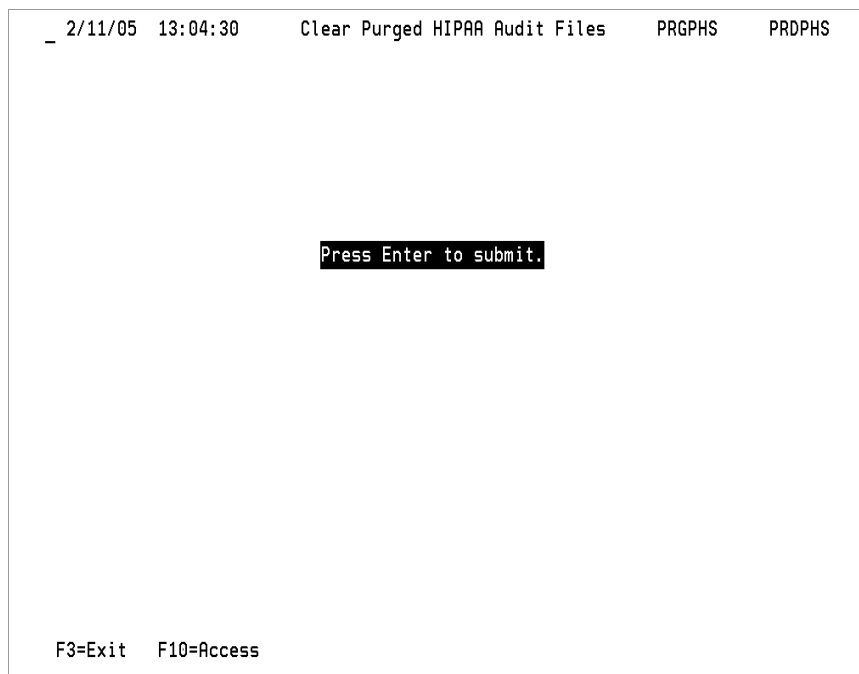 _ 2/11/05 13:04:30 Clear Purged HIPAA Audit Files PRGPHS PRDPHS
Press Enter to submit.
F3=Exit F10=Access